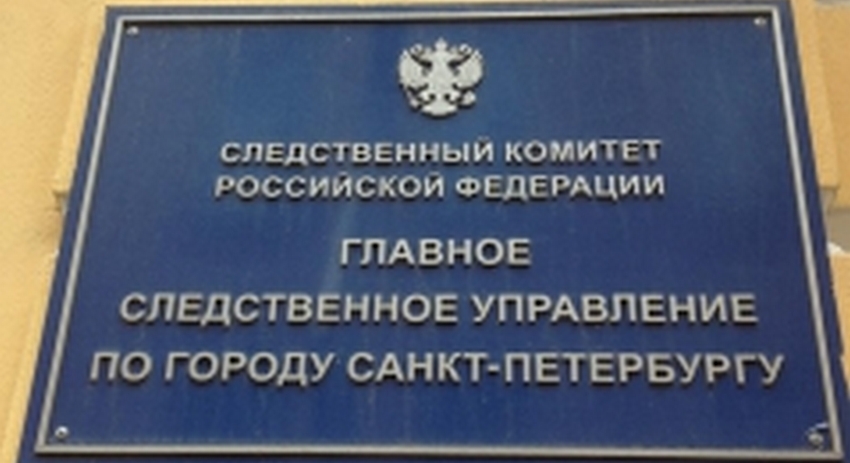 СЛЕДСТВЕННЫЙ КОМИТЕТ
РОССИЙСКОЙ ФЕДЕРАЦИИ
ГЛАВНОЕ
СЛЕДСТВЕННОЕ УПРАВЛЕНИЕ
ПО ГОРОДУ САНКТ-ПЕТЕРБУРГУ